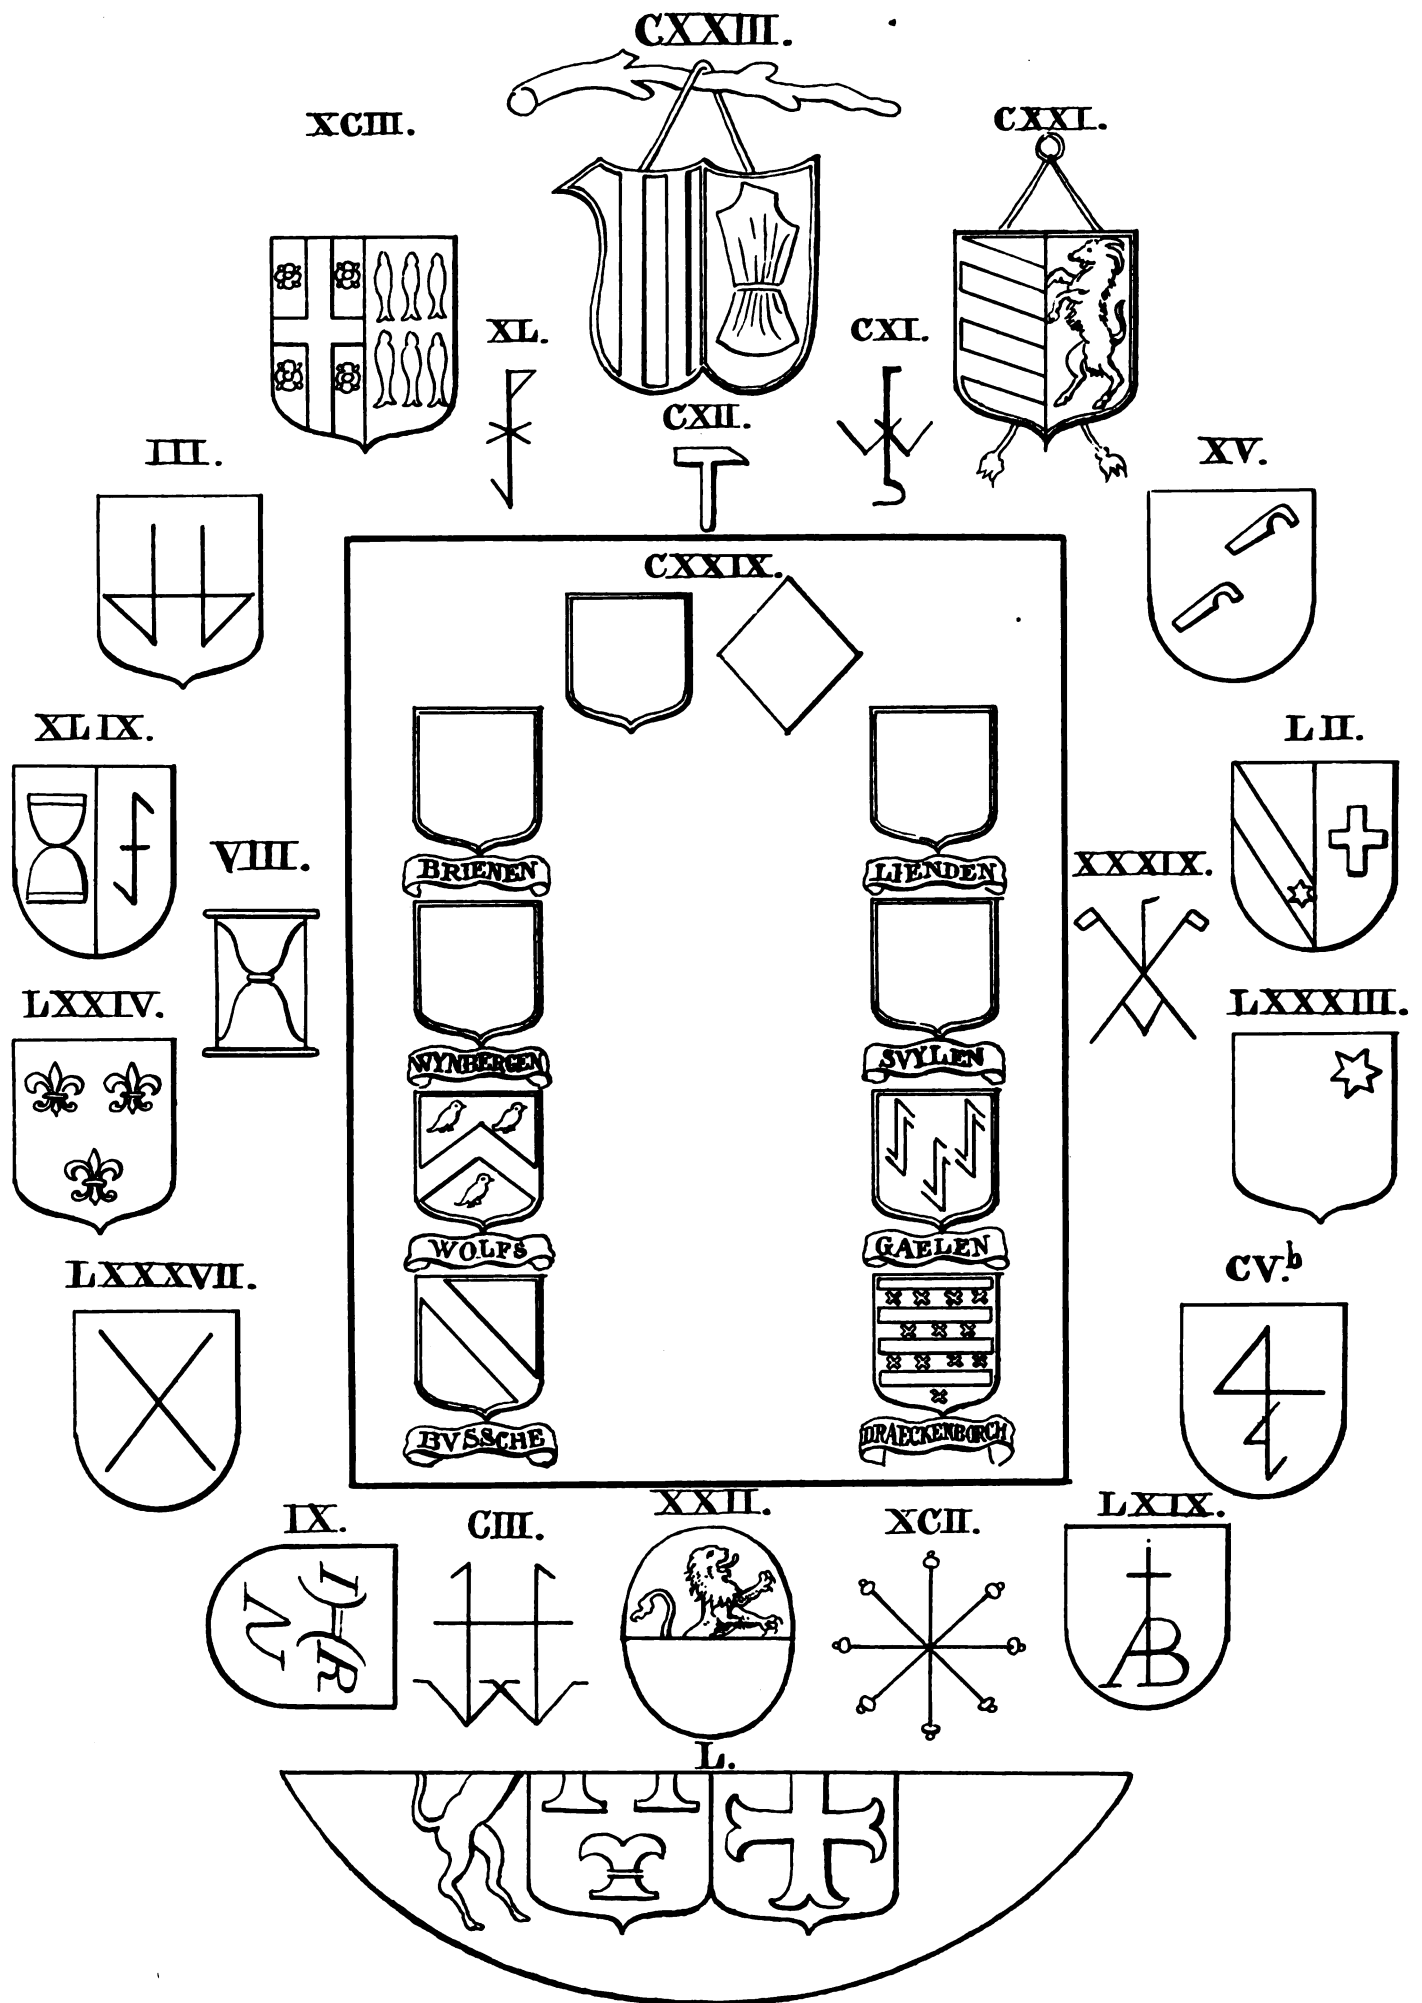 CXXIII.
XCIII.
CXXI.
XL.
CXI.
CXII.
III.
XV.
CXXIX.
XLIX.
LII.
VIII.
BRIENEN
LIENDEN
XXXIX.
LXXIV.
LXXXIII.
WYNBERGEN
SVYLEN
WOLFS
GAELEN
LXXXVII.
CV.b
BVSSCHE
DRAECKENBORCH
IX.
CIII.
XXII.
XCII.
LXIX.
AB
L.